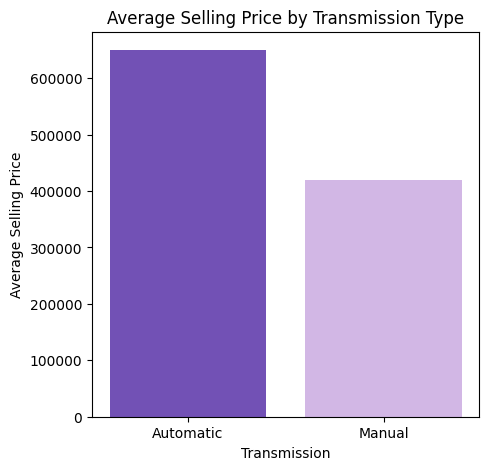 Average Selling Price by Transmission Type
Average Selling Price
600000
500000
400000
300000
200000
100000
0
Automatic
Manual
Transmission